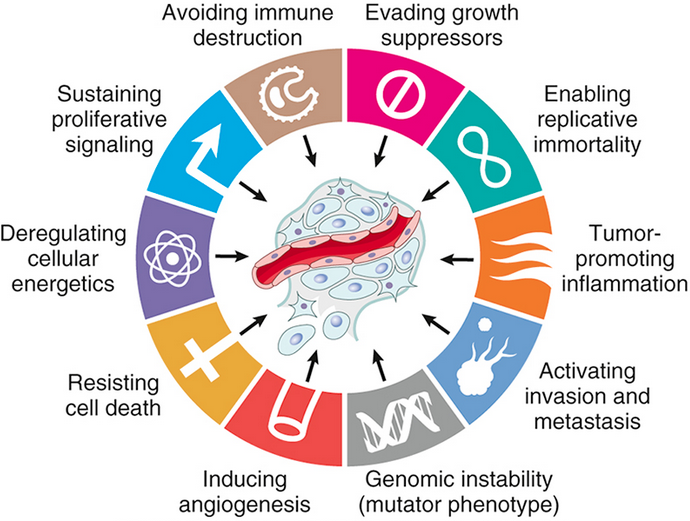 Avoiding immune
destruction
Evading growth
suppressors
Enabling
replicative
immortality
Tumor-
promoting
inflammation
Activating
invasion and
metastasis
Genomic instability
(mutator phenotype)
Inducing
angiogenesis
Resisting
cell death
Deregulating
cellular
energetics
Sustaining
proliferative
signaling